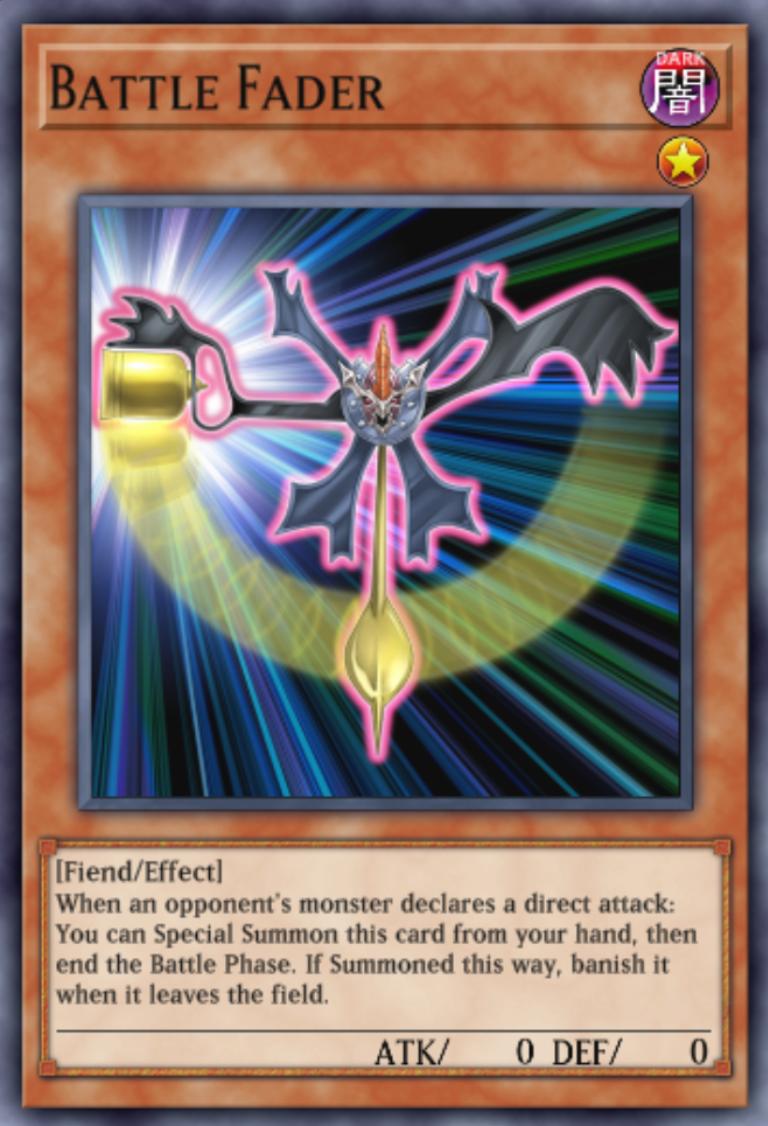 Battle Fader
DARK
闇
[Fiend/Effect]
When an opponent's monster declares a direct attack:
You can Special Summon this card from your hand, then
end the Battle Phase. If Summoned this way, banish it
when it leaves the field.
ATK/ 0 DEF/ 0